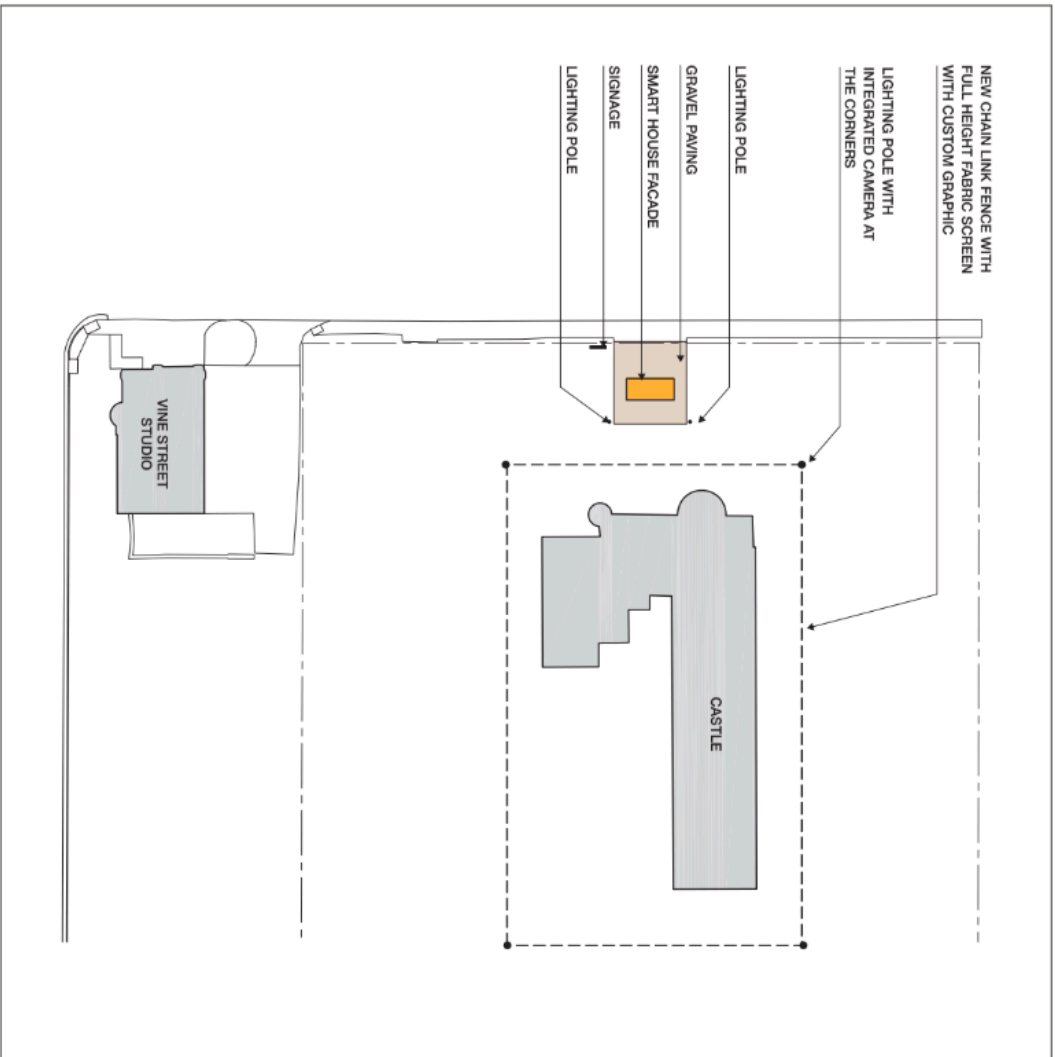 NEW CHAIN LINK FENCE WITH
FULL HEIGHT FABRIC SCREEN
WITH CUSTOM GRAPHIC
LIGHTING POLE WITH
INTEGRATED CAMERA AT
THE CORNERS
LIGHTING POLE
GRAVEL PAVING
SMART HOUSE FACADE
SIGNAGE
LIGHTING POLE
CASTLE
VINE STREET
STUDIO